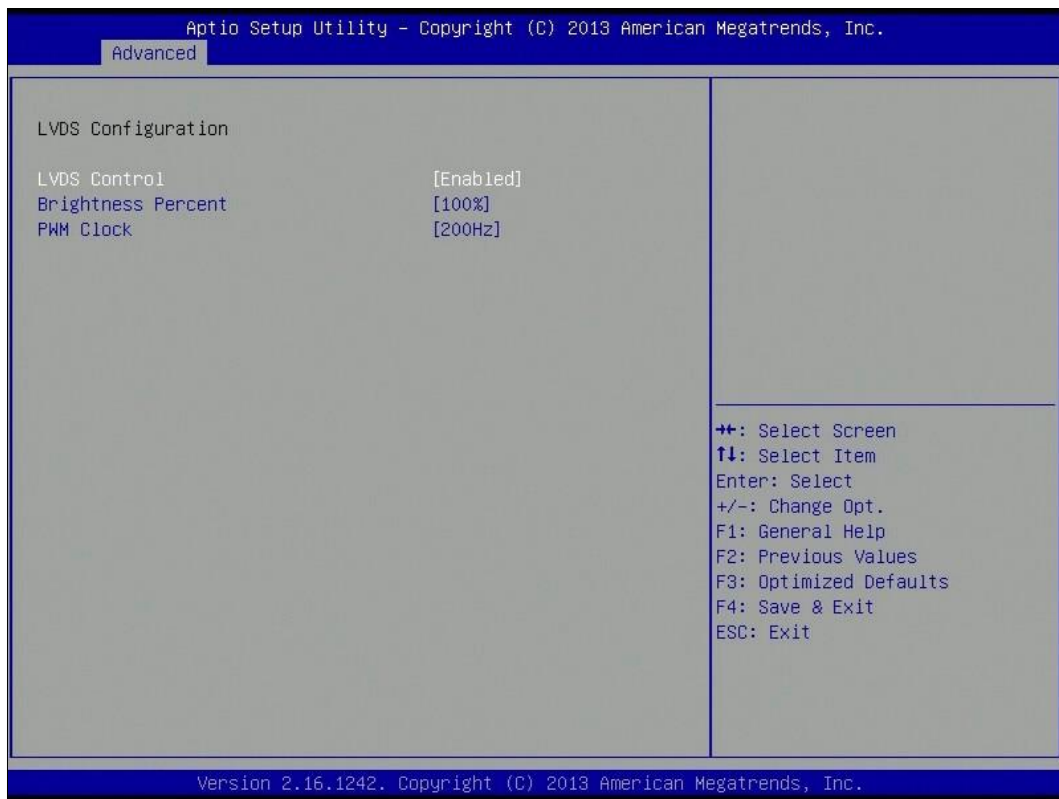 Aptio Setup Utility – Copyright (C) 2013 American Megatrends, Inc.
Advanced
LVDS Configuration
LVDS Control [Enabled]
Brightness Percent [100%]
PWM Clock [200Hz]
→←: Select Screen
↑↓: Select Item
Enter: Select
+/-: Change Opt.
F1: General Help
F2: Previous Values
F3: Optimized Defaults
F4: Save & Exit
ESC: Exit
Version 2.16.1242. Copyright (C) 2013 American Megatrends, Inc.